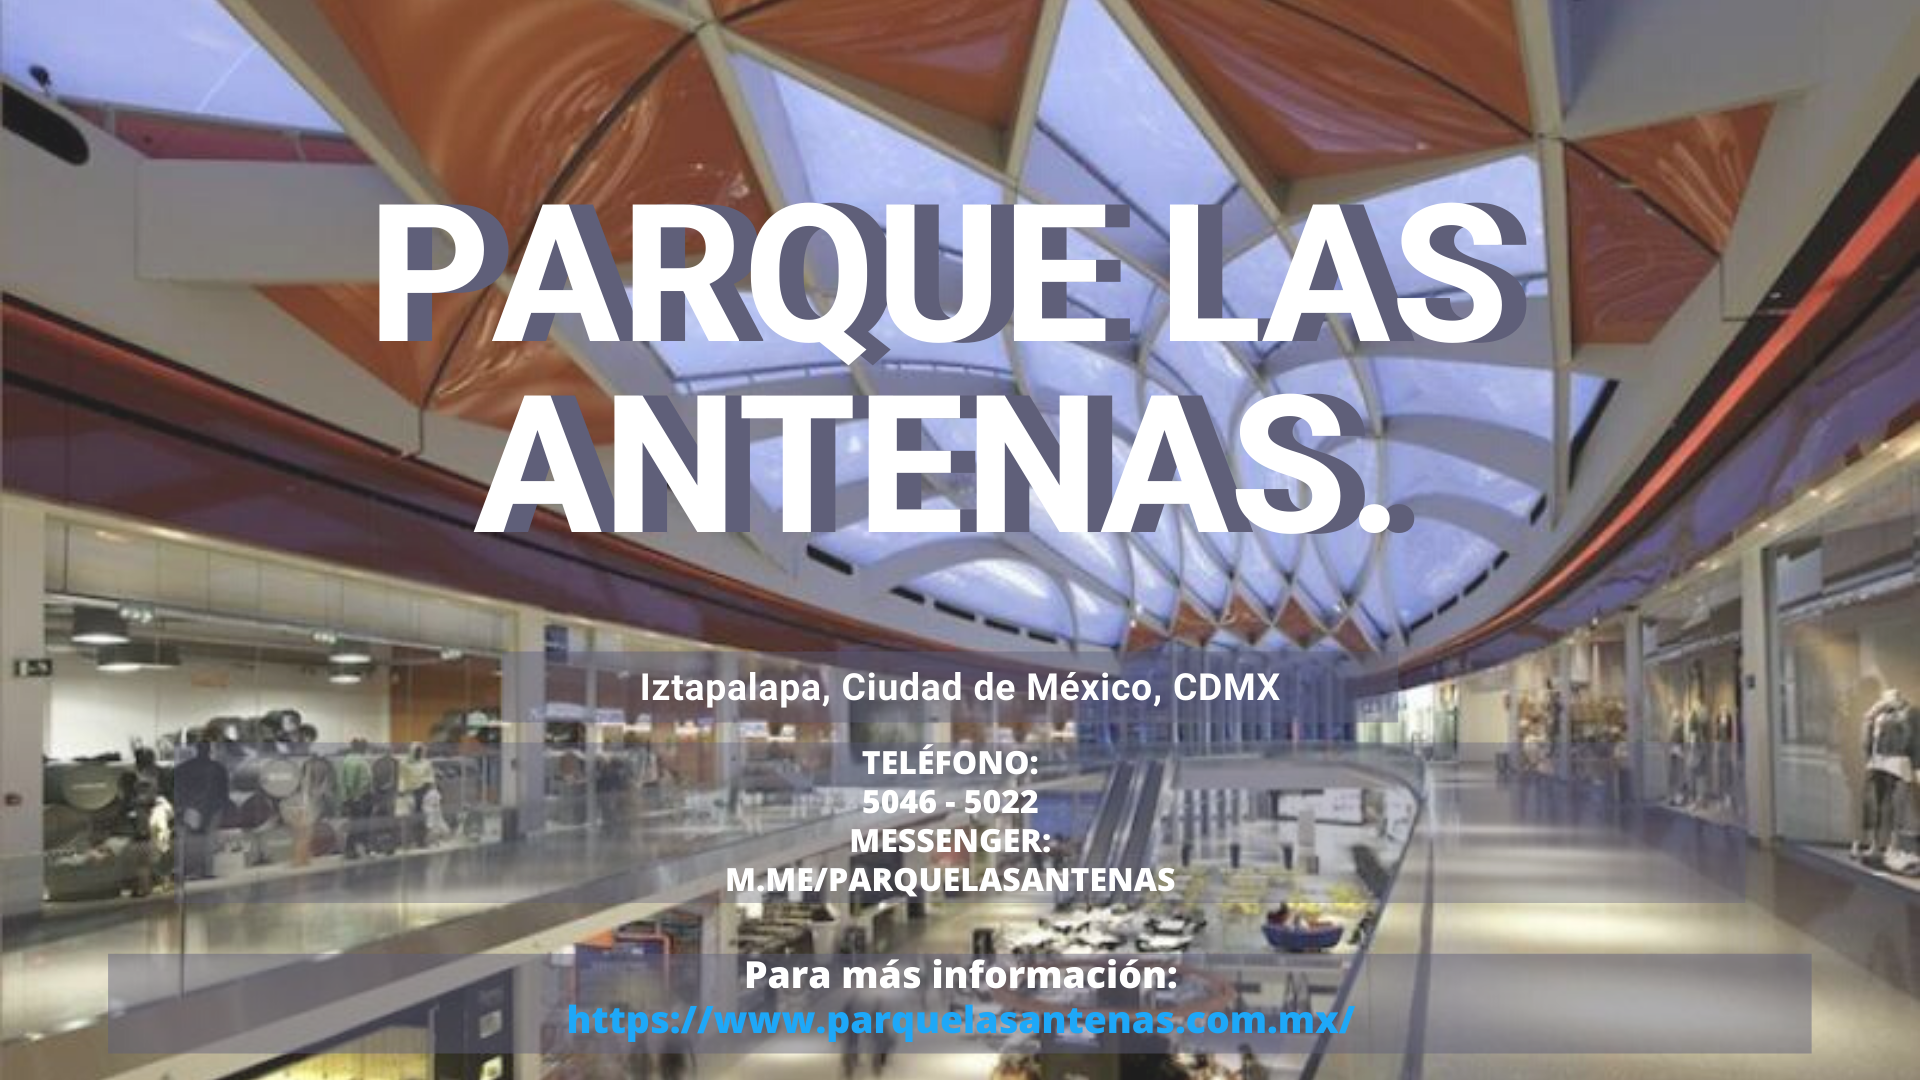 PARQUE LAS
ANTENAS.
Iztapalapa, Ciudad de México, CDMX
TELÉFONO:
5046 - 5022
MESSENGER:
M.ME/PARQUELASANTENAS
Para más información:
https://www.parquelasantenas.com.mx/